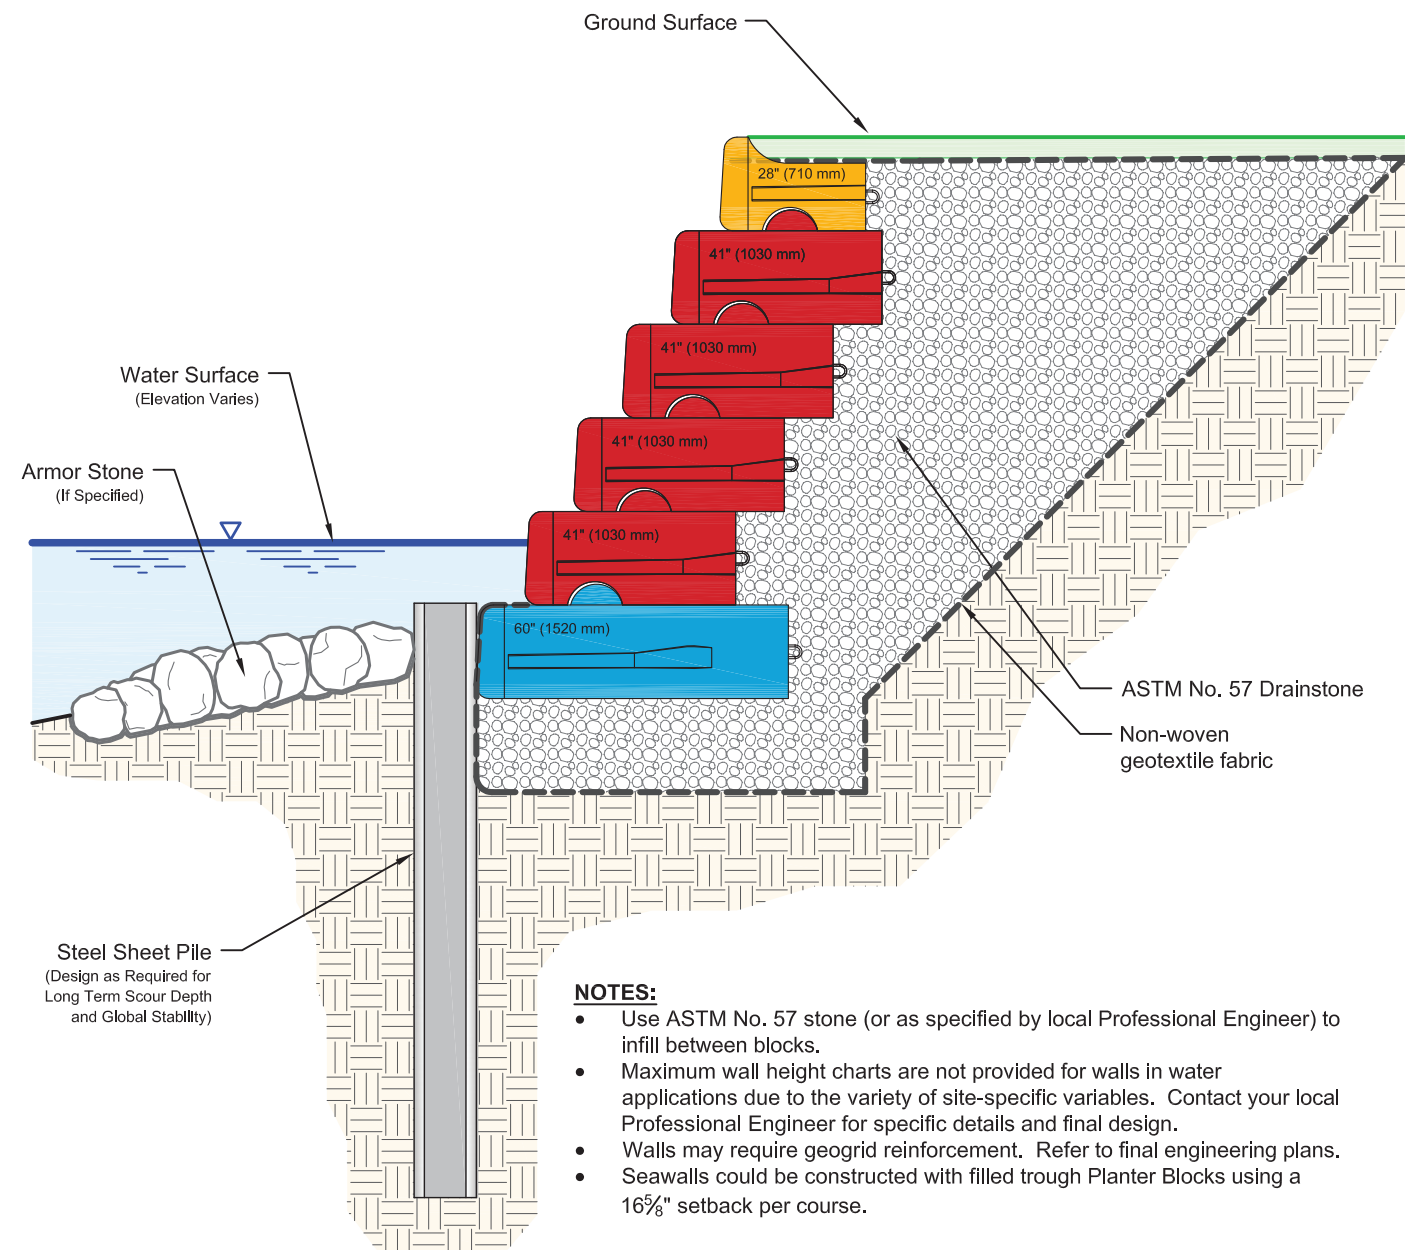 Ground Surface
28" (710 mm)
41" (1030 mm)
41" (1030 mm)
Water Surface
(Elevation Varies)
41" (1030 mm)
Armor Stone
(If Specified)
41" (1030 mm)
60" (1520 mm)
ASTM No. 57 Drainstone
Non-woven
geotextile fabric
Steel Sheet Pile
(Design as Required for
Long Term Scour Depth
and Global Stability)
NOTES:
• Use ASTM No. 57 stone (or as specified by local Professional Engineer) to
infill between blocks.
• Maximum wall height charts are not provided for walls in water
applications due to the variety of site-specific variables. Contact your local
Professional Engineer for specific details and final design.
• Walls may require geogrid reinforcement. Refer to final engineering plans.
• Seawalls could be constructed with filled trough Planter Blocks using a
16⅝" setback per course.